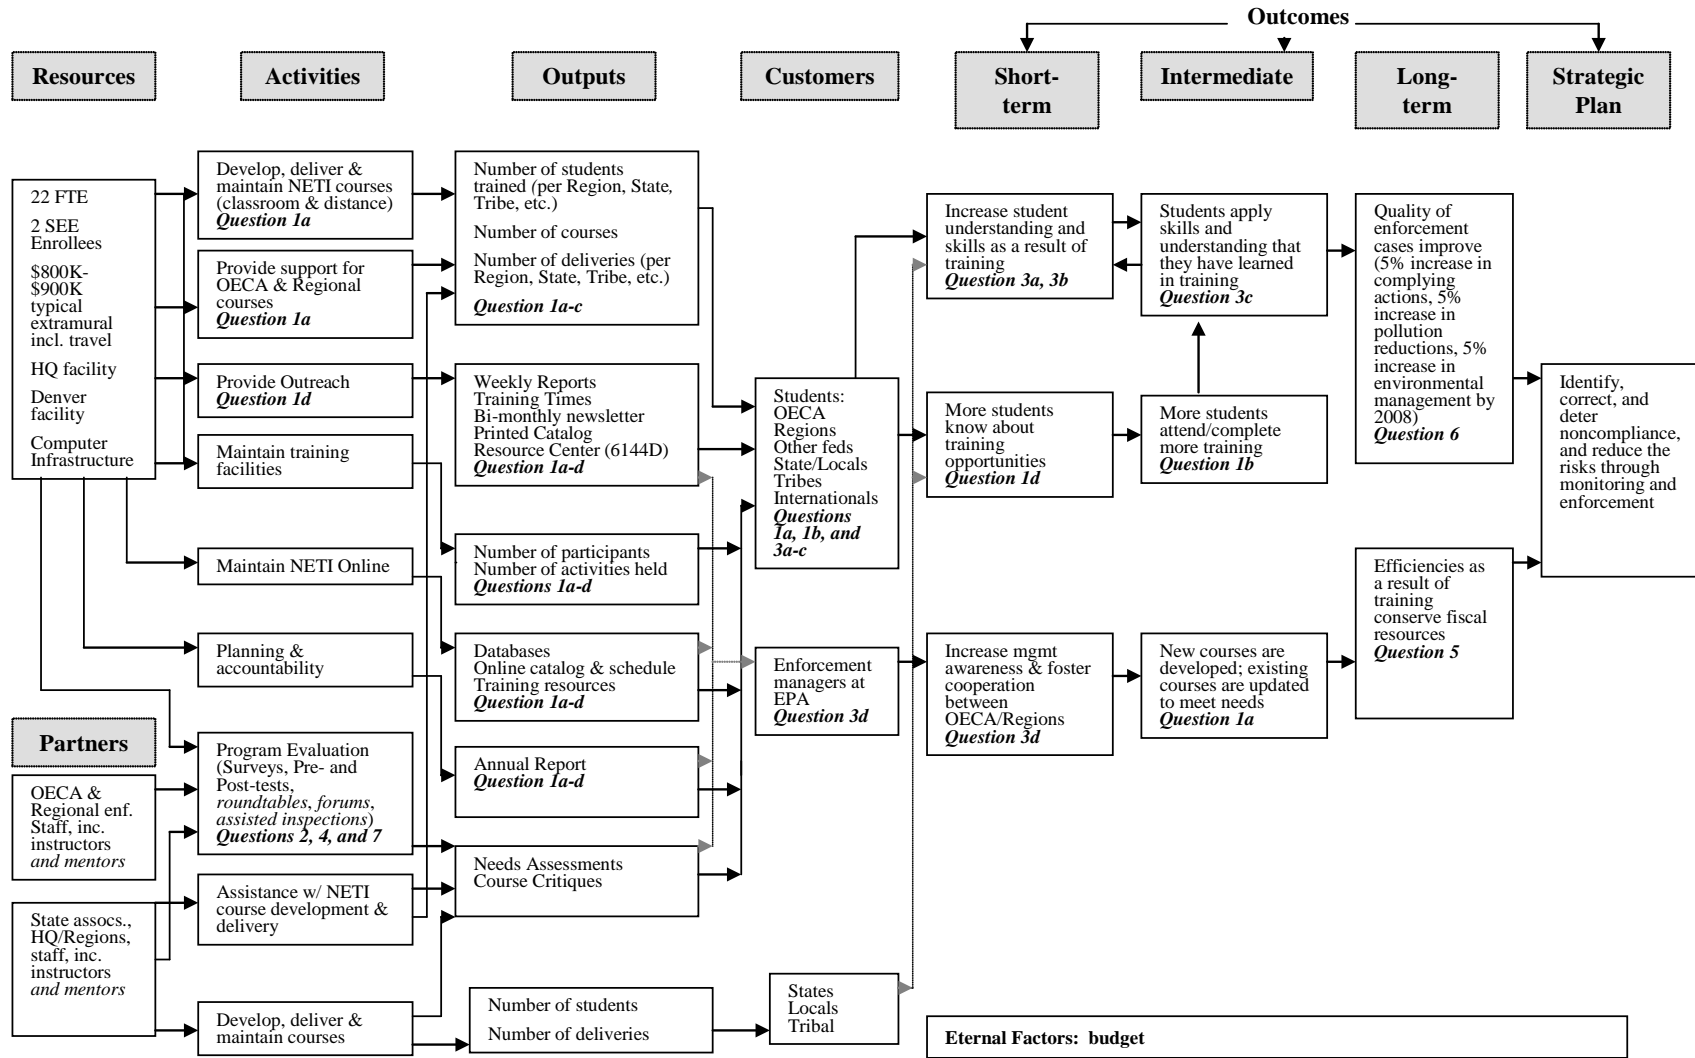 Outcomes
Resources
Activities
Outputs
Customers
Short-
term
Intermediate
Long-
term
Strategic
Plan
22 FTE
2 SEE
Enrollees
$800K-
$900K
typical
extramural
incl. travel
HQ facility
Denver
facility
Computer
Infrastructure
Partners
OECA &
Regional enf.
Staff, inc.
instructors
and mentors
State assocs.,
HQ/Regions,
staff, inc.
instructors
and mentors
Develop, deliver &
maintain NETI courses
(classroom & distance)
Question 1a
Provide support for
OECA & Regional
courses
Question 1a
Provide Outreach
Question 1d
Maintain training
facilities
Maintain NETI Online
Planning &
accountability
Program Evaluation
(Surveys, Pre- and
Post-tests,
roundtables, forums,
assisted inspections)
Questions 2, 4, and 7
Assistance w/ NETI
course development &
delivery
Develop, deliver &
maintain courses
Number of students
trained (per Region, State,
Tribe, etc.)
Number of courses
Number of deliveries (per
Region, State, Tribe, etc.)
Question 1a-c
Weekly Reports
Training Times
Bi-monthly newsletter
Printed Catalog
Resource Center (6144D)
Question 1a-d
Number of participants
Number of activities held
Questions 1a-d
Databases
Online catalog & schedule
Training resources
Question 1a-d
Annual Report
Question 1a-d
Needs Assessments
Course Critiques
Number of students
Number of deliveries
Students:
OECA
Regions
Other feds
State/Locals
Tribes
Internationals
Questions
1a, 1b, and
3a-c
Enforcement
managers at
EPA
Question 3d
States
Locals
Tribal
Increase student
understanding and
skills as a result of
training
Question 3a, 3b
More students
know about
training
opportunities
Question 1d
Increase mgmt
awareness & foster
cooperation
between
OECA/Regions
Question 3d
Students apply
skills and
understanding that
they have learned
in training
Question 3c
More students
attend/complete
more training
Question 1b
New courses are
developed; existing
courses are updated
to meet needs
Question 1a
Quality of
enforcement
cases improve
(5% increase in
complying
actions, 5%
increase in
pollution
reductions, 5%
increase in
environmental
management by
2008)
Question 6
Efficiencies as
a result of
training
conserve fiscal
resources
Question 5
Identify,
correct, and
deter
noncompliance,
and reduce the
risks through
monitoring and
enforcement
Eternal Factors: budget